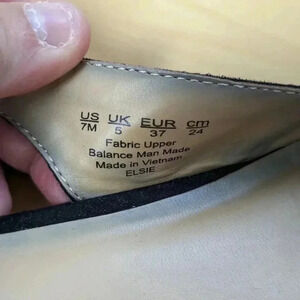 US UK EUR cm
7M 5 37 24
Fabric Upper
Balance Man Made
Made in Vietnam
ELSIE